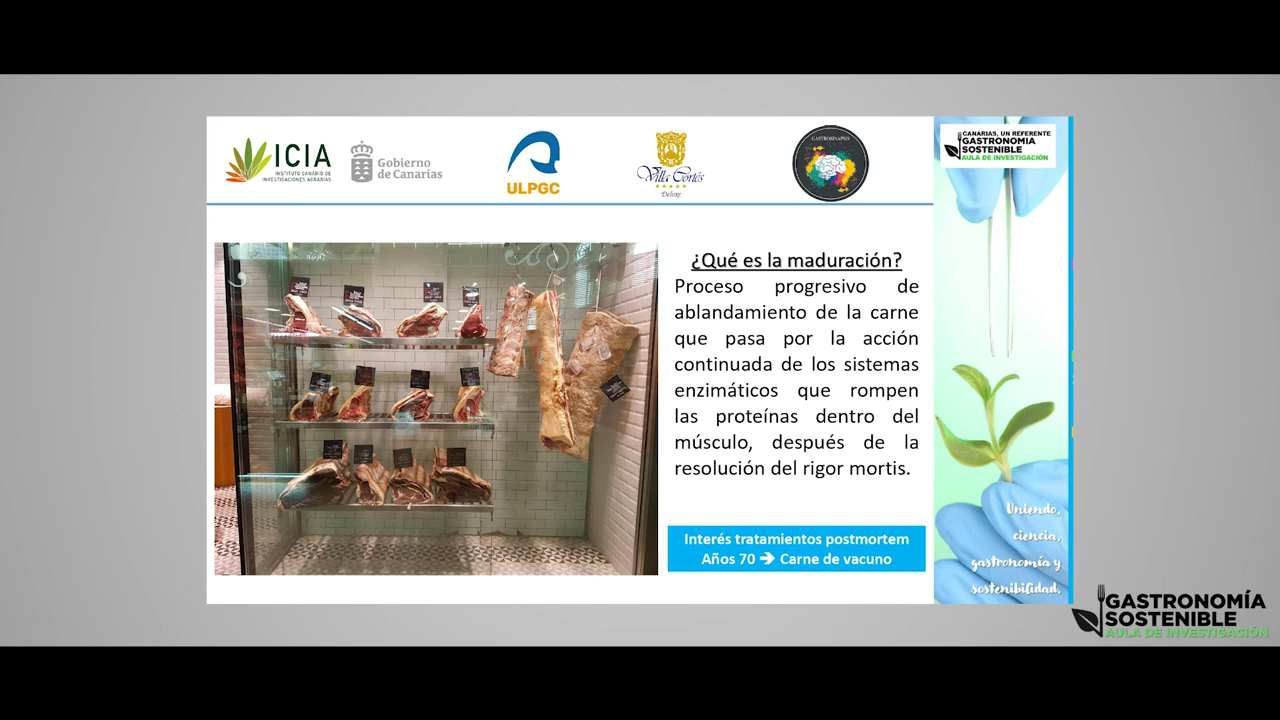 ICIA
INSTITUTO CANARIO DE
INVESTIGACIONES AGRARIAS
Gobierno
de Canarias
ULPGC
Villa Cortés
Deluxe
GASTROSINAPSIS
CANARIAS, UN REFERENTE
GASTRONOMÍA
SOSTENIBLE
AULA DE INVESTIGACIÓN
¿Qué es la maduración?
Proceso progresivo de
ablandamiento de la carne
que pasa por la acción
continuada de los sistemas
enzimáticos que rompen
las proteínas dentro del
músculo, después de la
resolución del rigor mortis.
Interés tratamientos postmortem
Años 70 → Carne de vacuno
Uniendo,
ciencia,
gastronomía y
sostenibilidad.
GASTRONOMÍA
SOSTENIBLE
AULA DE INVESTIGACIÓN